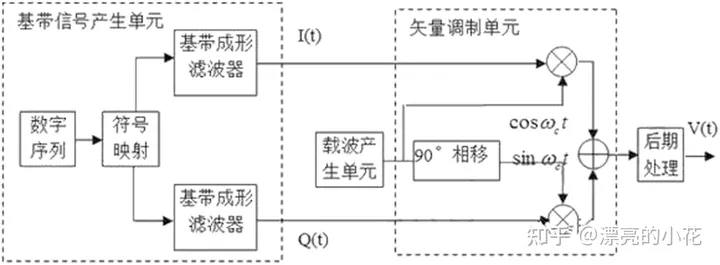 基带信号产生单元
矢量调制单元
基带成形
滤波器
I(t)
数字
序列
符号
映射
载波产
生单元
90°相移
cosω_c t
sin ω_c t
后期
处理
V(t)
基带成形
滤波器
Q(t)
知乎 @漂亮的小花